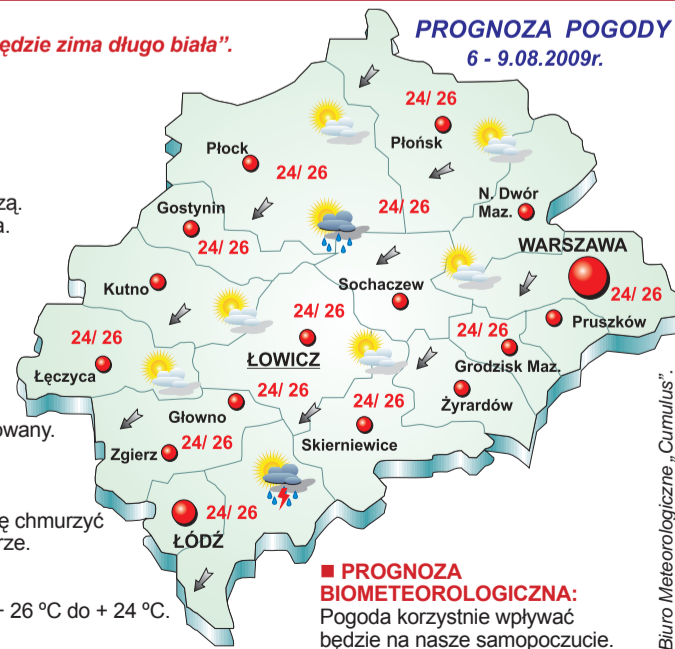 ędzie zima długo biała”.
PROGNOZA POGODY
6 - 9.08.2009r.
24/ 26
Płońsk
Płock
24/ 26
zą.
a.
Gostynin
24/ 26
24/ 26
N. Dwór
Maz.
WARSZAWA
24/ 26
Kutno
Sochaczew
24/ 26
Pruszków
24/ 26
Łęczyca
ŁOWICZ
24/ 26
Grodzisk Maz.
24/ 26
Żyrardów
Głowno
24/ 26
Skierniewice
owany.
Zgierz
24/ 26
ę chmurzyć
rze.
24/ 26
ŁÓDŹ
26 ºC do + 24 ºC.
■ PROGNOZA
BIOMETEOROLOGICZNA:
Pogoda korzystnie wpływać
będzie na nasze samopoczucie.
Biuro Meteorologiczne „Cumulus”.